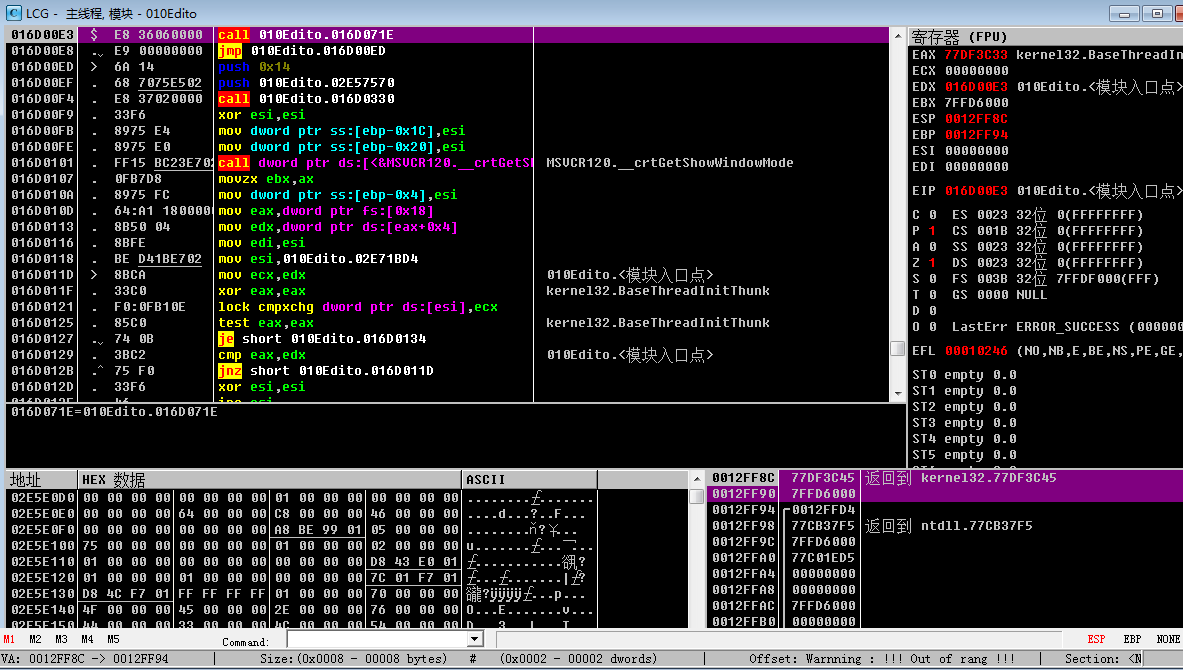 LCG - 主线程, 模块 - 010Edito
016D00E3 $ E8 36060000 call 010Edito.016D071E
016D00E8 .、 E9 00000000 jmp 010Edito.016D00ED
016D00ED > 6A 14 push 0x14
016D00EF . 68 7075E502 push 010Edito.02E57570
016D00F4 . E8 37020000 call 010Edito.016D0330
016D00F9 . 33F6 xor esi,esi
016D00FB . 8975 E4 mov dword ptr ss:[ebp-0x1C],esi
016D00FE . 8975 E0 mov dword ptr ss:[ebp-0x20],esi
016D0101 . FF15 BC23E702 call dword ptr ds:[<&MSVCR120.__crtGetS MSVCR120.__crtGetShowWindowMode
016D0107 . 0FB7D8 movzx ebx,ax
016D010A . 8975 FC mov dword ptr ss:[ebp-0x4],esi
016D010D . 64:A1 1800000 mov eax,dword ptr fs:[0x18]
016D0113 . 8B50 04 mov edx,dword ptr ds:[eax+0x4]
016D0116 . 8BFE mov edi,esi
016D0118 . BE D41BE702 mov esi,010Edito.02E71BD4
016D011D > 8BCA mov ecx,edx 010Edito.<模块入口点>
016D011F . 33C0 xor eax,eax kernel32.BaseThreadInitThunk
016D0121 . F0:0FB10E lock cmpxchg dword ptr ds:[esi],ecx
016D0125 . 85C0 test eax,eax kernel32.BaseThreadInitThunk
016D0127 .、 74 0B je short 010Edito.016D0134
016D0129 . 3BC2 cmp eax,edx 010Edito.<模块入口点>
016D012B .^ 75 F0 jnz short 010Edito.016D011D
016D012D . 33F6 xor esi,esi
016D071E=010Edito.016D071E
寄存器 (FPU)
EAX 77DF3C33 kernel32.BaseThreadIn
ECX 00000000
EDX 016D00E3 010Edito.<模块入口点>
EBX 7FFD6000
ESP 0012FF8C
EBP 0012FF94
ESI 00000000
EDI 00000000
EIP 016D00E3 010Edito.<模块入口点>
C 0 ES 0023 32位 0(FFFFFFFF)
P 1 CS 001B 32位 0(FFFFFFFF)
A 0 SS 0023 32位 0(FFFFFFFF)
Z 1 DS 0023 32位 0(FFFFFFFF)
S 0 FS 003B 32位 7FFDF000(FFF)
T 0 GS 0000 NULL
D 0
O 0 LastErr ERROR_SUCCESS (000000
EFL 00010246 (NO,NB,E,BE,NS,PE,GE,
ST0 empty 0.0
ST1 empty 0.0
ST2 empty 0.0
ST3 empty 0.0
ST4 empty 0.0
ST5 empty 0.0
地址 HEX 数据 ASCII
02E5E0D0 00 00 00 00 00 00 00 00 01 00 00 00 00 00 00 00
02E5E0E0 00 00 00 00 64 00 00 00 C8 00 00 00 46 00 00 00 ....d...?..F...
02E5E0F0 00 00 00 00 00 00 00 00 A8 BE 99 01 05 00 00 00
02E5E100 75 00 00 00 00 00 00 00 01 00 00 00 02 00 00 00
02E5E110 01 00 00 00 00 00 00 00 00 00 00 00 D8 43 E0 01
02E5E120 01 00 00 00 01 00 00 00 00 00 00 00 7C 01 F7 01
02E5E130 D8 4C F7 01 FF FF FF FF 01 00 00 00 70 00 00 00
02E5E140 4F 00 00 00 45 00 00 00 2E 00 00 00 76 00 00 00 O...E.......v...
02E5E150 44 00 00 00 33 00 00 00 4C 00 00 00 54 00 00 00
0012FF8C 77DF3C45 返回到 kernel32.77DF3C45
0012FF90 7FFD6000
0012FF94 0012FFD4
0012FF98 77CB37F5 返回到 ntdll.77CB37F5
0012FF9C 7FFD6000
0012FFA0 77C01ED5
0012FFA4 00000000
0012FFA8 00000000
0012FFAC 7FFD6000
0012FFB0 00000000
M1 M2 M3 M4 M5 Command: ESP EBP NONE
VA: 0012FF8C -> 0012FF94 Size:(0x0008 - 00008 bytes) # (0x0002 - 00002 dwords) Offset: Warnning : !!! Out of rang !!! Section: <N